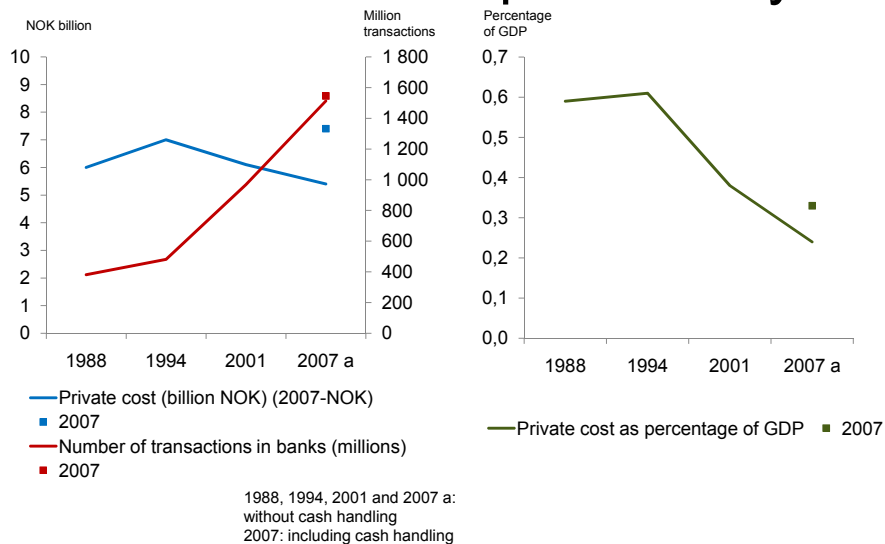 NOK billion
Million
transactions
10
9
8
7
6
5
4
3
2
1
0
1 800
1 600
1 400
1 200
1 000
800
600
400
200
0
1988 1994 2001 2007 a
Private cost (billion NOK) (2007-NOK)
2007
Number of transactions in banks (millions)
2007
Percentage
of GDP
0,7
0,6
0,5
0,4
0,3
0,2
0,1
0,0
1988 1994 2001 2007 a
Private cost as percentage of GDP 2007
1988, 1994, 2001 and 2007 a:
without cash handling
2007: including cash handling